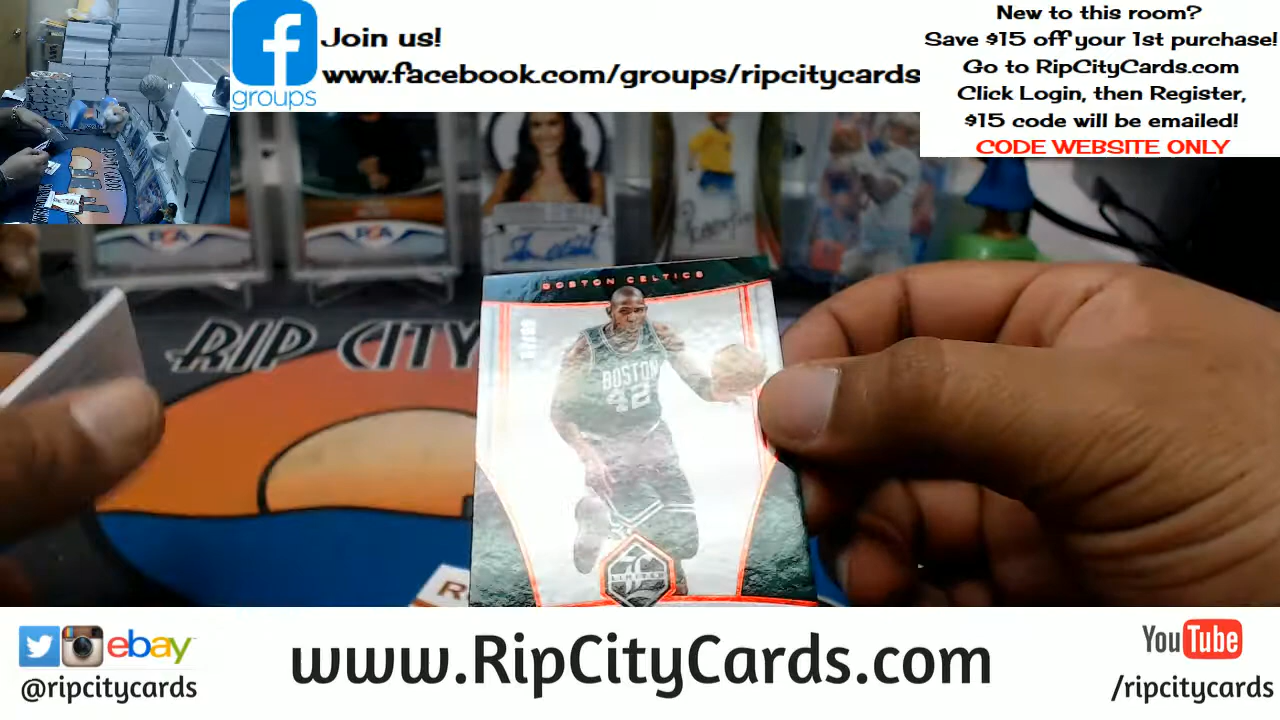 groups
Join us!
www.facebook.com/groups/ripcitycards
New to this room?
Save $15 off your 1st purchase!
Go to RipCityCards.com
Click Login, then Register,
$15 code will be emailed!
CODE WEBSITE ONLY
RIP CITY
BOSTON CELTICS
BOSTON
42
LIMITED
R
ebay
@ripcitycards
www.RipCityCards.com
YouTube
/ripcitycards